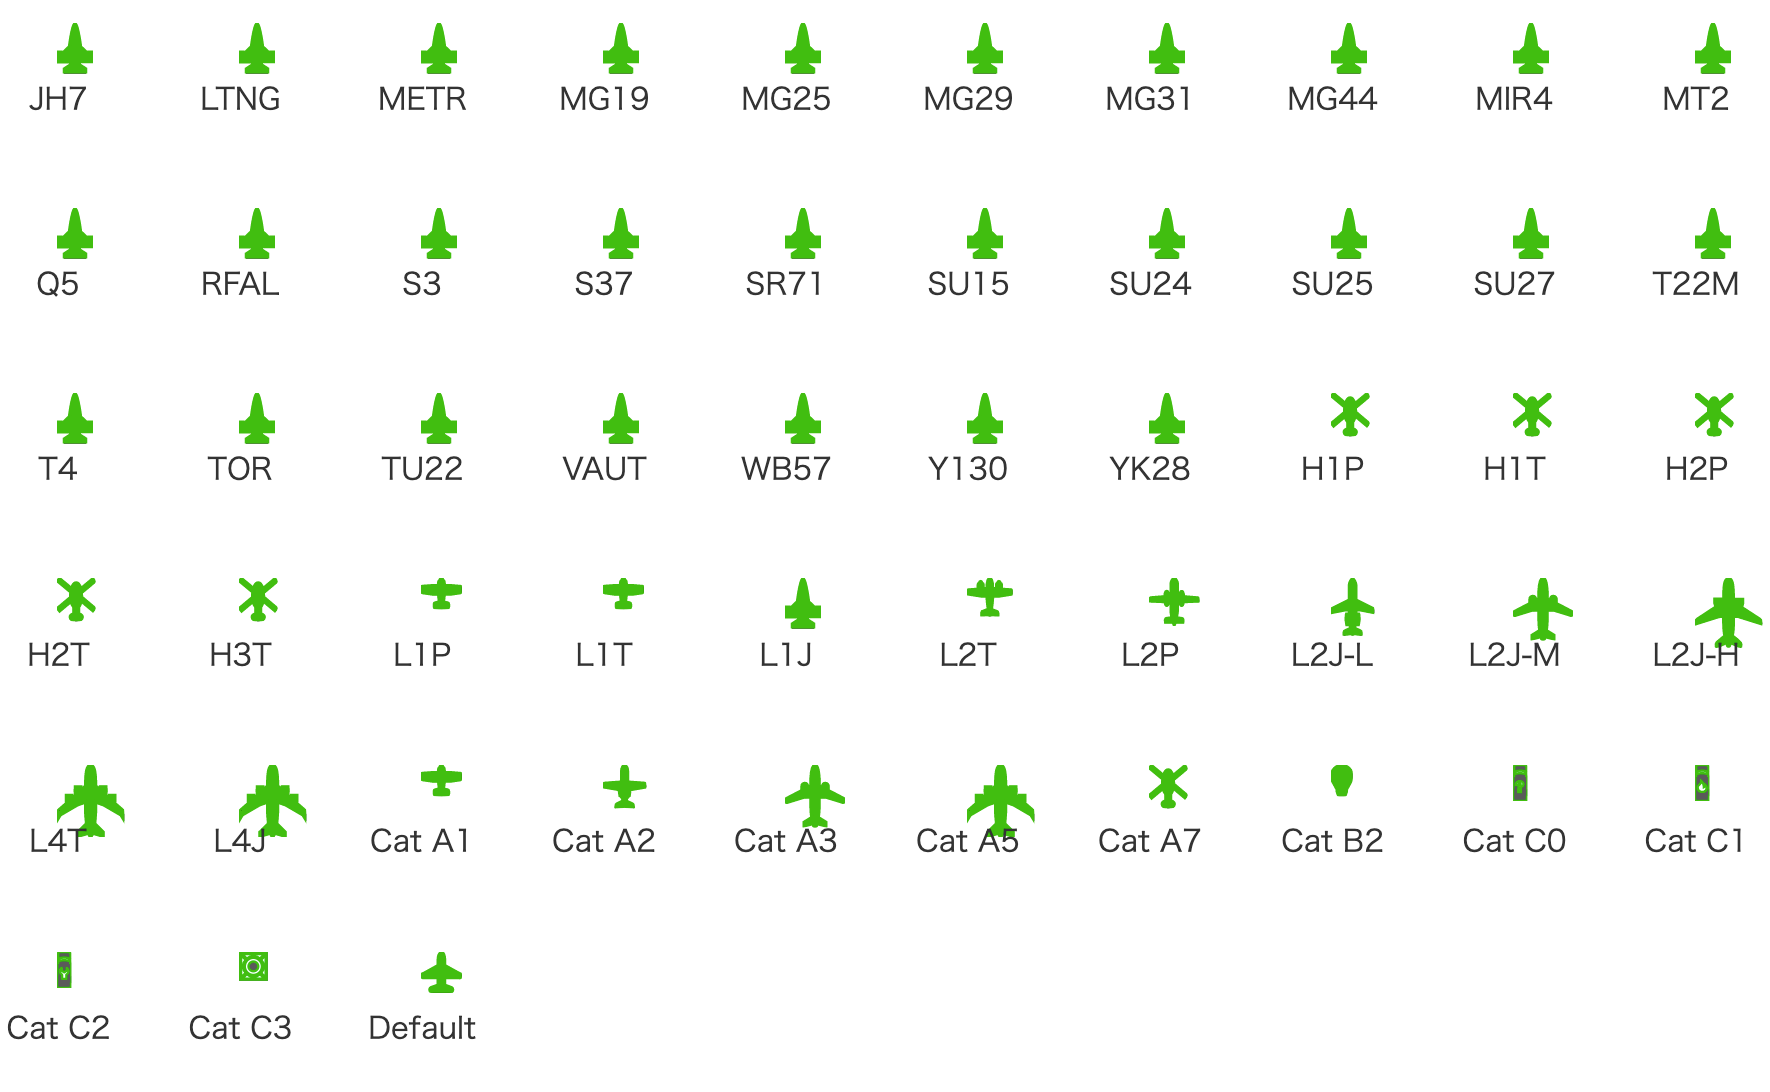 JH7 LTNG METR MG19 MG25 MG29 MG31 MG44 MIR4 MT2
Q5 RFAL S3 S37 SR71 SU15 SU24 SU25 SU27 T22M
T4 TOR TU22 VAUT WB57 Y130 YK28 H1P H1T H2P
H2T H3T L1P L1T L1J L2T L2P L2J-L L2J-M L2J-H
L4T L4J Cat A1 Cat A2 Cat A3 Cat A5 Cat A7 Cat B2 Cat C0 Cat C1
Cat C2 Cat C3 Default